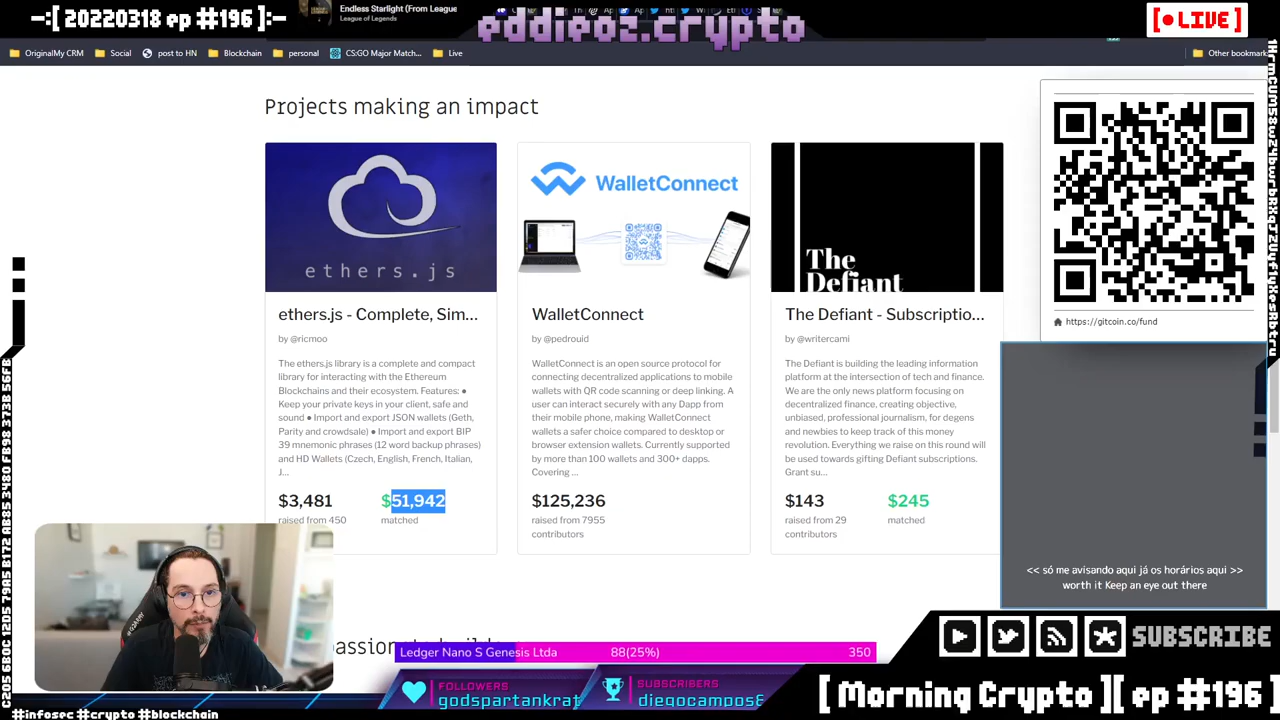 -:[ 20220318 ep #196 ]:-
Endless Starlight (From League
League of Legends
eddieoz.crypto
[● LIVE]
OriginalMy CRM
Social
post to HN
Blockchain
personal
CS:GO Major Match...
Live
Other bookmark
Projects making an impact
ethers.js
WalletConnect
The
Defiant
ethers.js - Complete, Sim...
by @ricmoo
The ethers.js library is a complete and compact
library for interacting with the Ethereum
Blockchains and their ecosystem. Features: ●
Keep your private keys in your client, safe and
sound ● Import and export JSON wallets (Geth,
Parity and crowdsale) ● Import and export BIP
39 mnemonic phrases (12 word backup phrases)
and HD Wallets (Czech, English, French, Italian,
J...
$3,481
raised from 450
$51,942
matched
WalletConnect
by @pedrouid
WalletConnect is an open source protocol for
connecting decentralized applications to mobile
wallets with QR code scanning or deep linking. A
user can interact securely with any Dapp from
their mobile phone, making WalletConnect
wallets a safer choice compared to desktop or
browser extension wallets. Currently supported
by more than 100 wallets and 300+ dapps.
Covering ...
$125,236
raised from 7955
contributors
The Defiant - Subscriptio...
by @writercami
The Defiant is building the leading information
platform at the intersection of tech and finance.
We are the only news platform focusing on
decentralized finance, creating objective,
unbiased, professional journalism, for degens
and newbies to keep track of this money
revolution. Everything we raise on this round will
be used towards gifting Defiant subscriptions.
Grant su...
$143
raised from 29
contributors
$245
matched
https://gitcoin.co/fund
<< só me avisando aqui já os horários aqui >>
worth it Keep an eye out there
Ledger Nano S Genesis Ltda
88(25%)
350
FOLLOWERS
godspartankrat
SUBSCRIBERS
diegocampos&
SUBSCRIBE
[ Morning Crypto ][ ep #196 ]
#infosec #crypto #blockchain